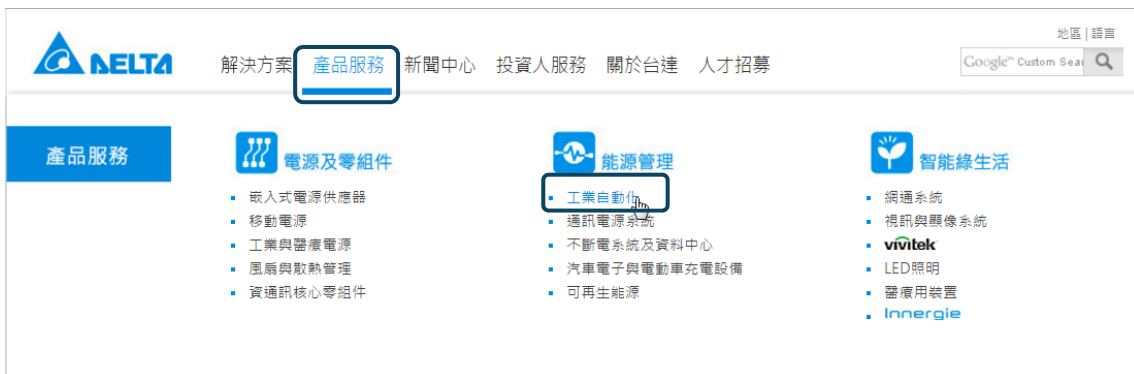 地區 | 語言
DELTA
解決方案 產品服務 新聞中心 投資人服務 關於台達 人才招募
Google™ Custom Sear
產品服務
電源及零組件
嵌入式電源供應器
移動電源
工業與醫療電源
風扇與散熱管理
資通訊核心零組件
能源管理
工業自動化
通訊電源系統
不斷電系統及資料中心
汽車電子與電動車充電設備
可再生能源
智能綠生活
網通系統
視訊與顯像系統
vivitek
LED照明
醫療用裝置
Innergie